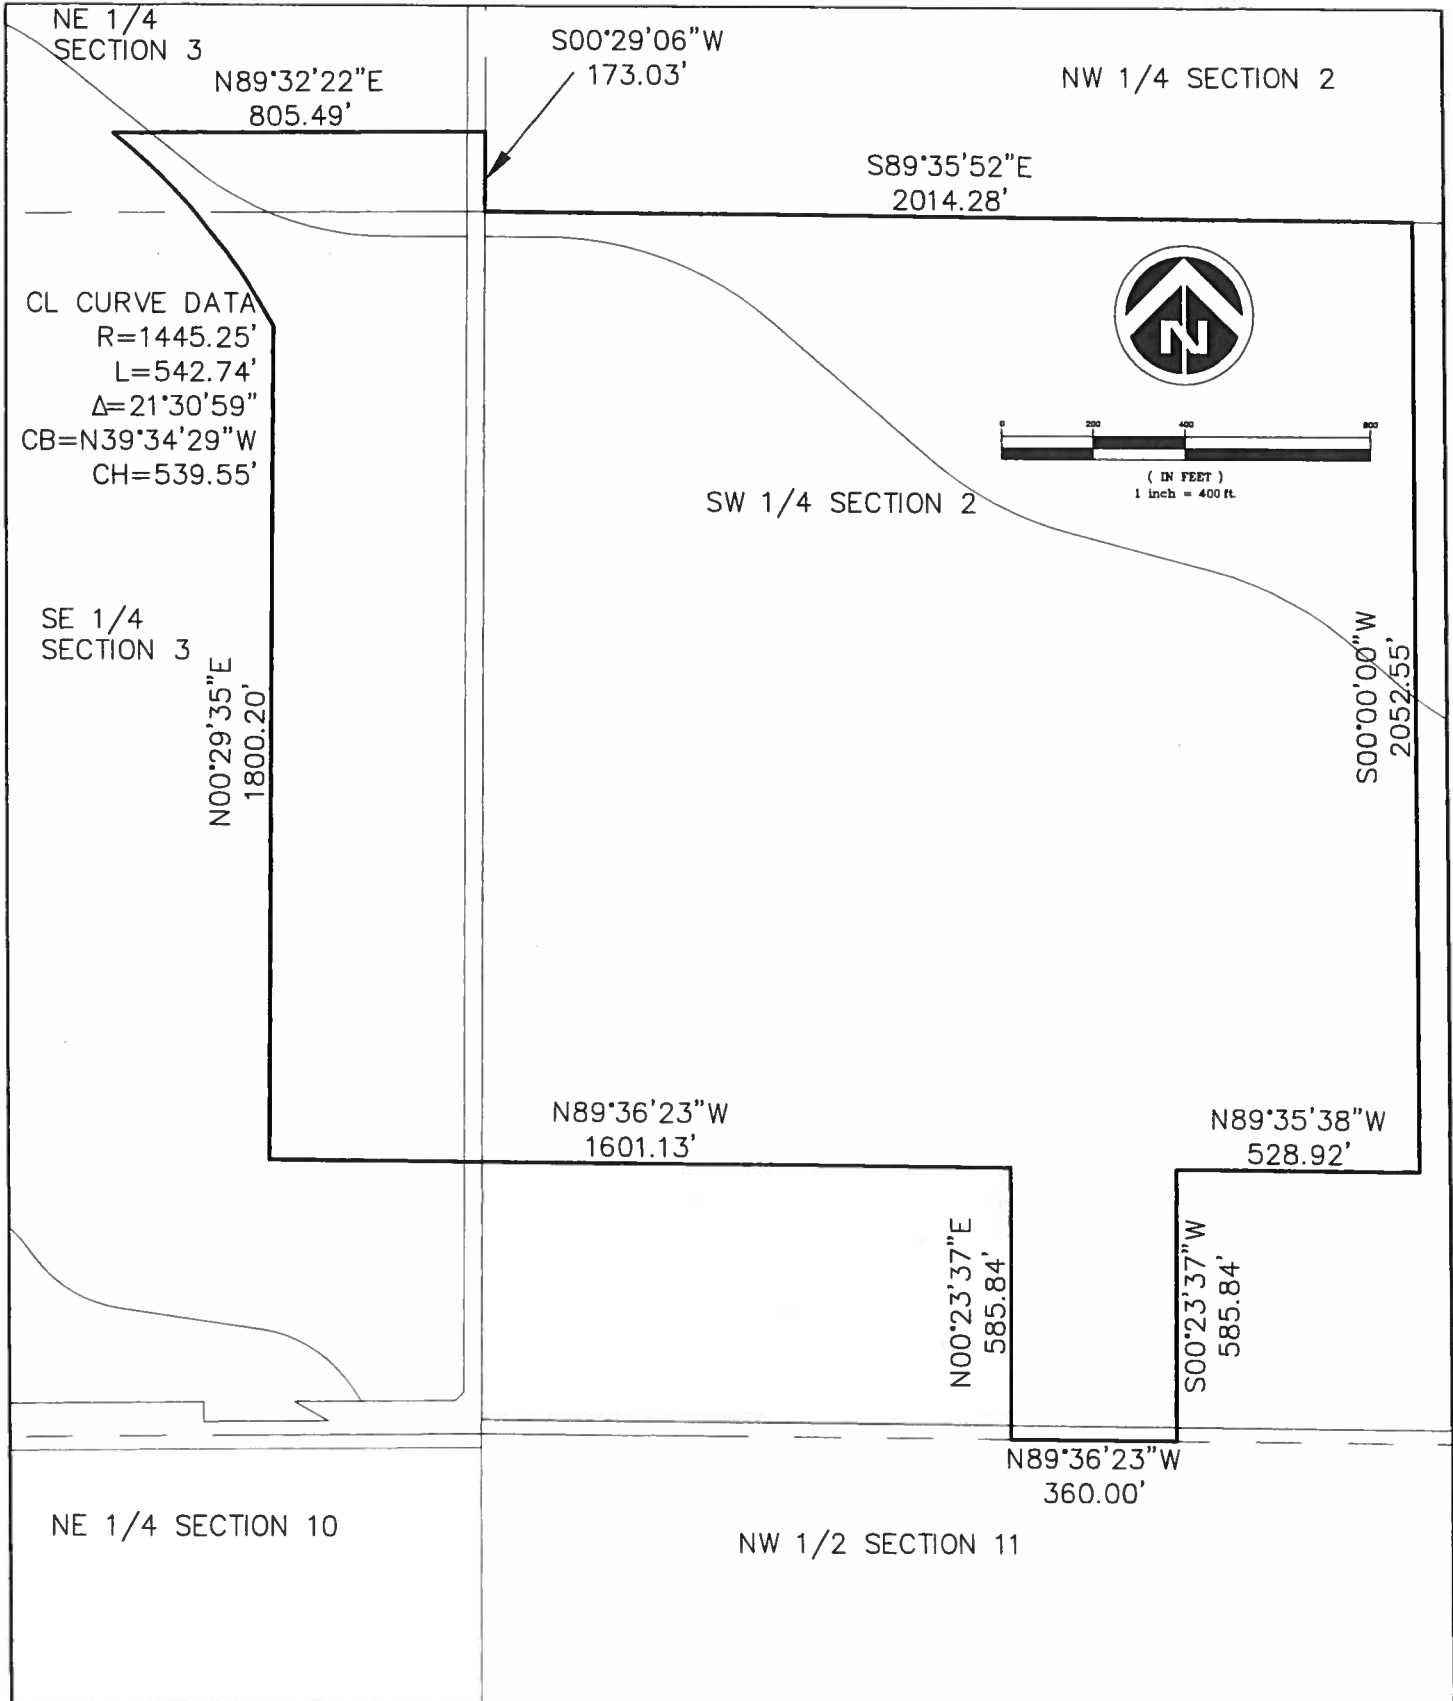 NE 1/4
SECTION 3
N89°32'22"E
805.49'
S00°29'06"W
173.03'
NW 1/4 SECTION 2
S89°35'52"E
2014.28'
CL CURVE DATA
R=1445.25'
L=542.74'
Δ=21°30'59"
CB=N39°34'29"W
CH=539.55'
N
0 200 400 800
( IN FEET )
1 inch = 400 ft.
SW 1/4 SECTION 2
SE 1/4
SECTION 3
N00°29'35"E
1800.20'
S00°00'00"W
2052.55'
N89°36'23"W
1601.13'
N89°35'38"W
528.92'
N00°23'37"E
585.84'
S00°23'37"W
585.84'
N89°36'23"W
360.00'
NE 1/4 SECTION 10
NW 1/2 SECTION 11